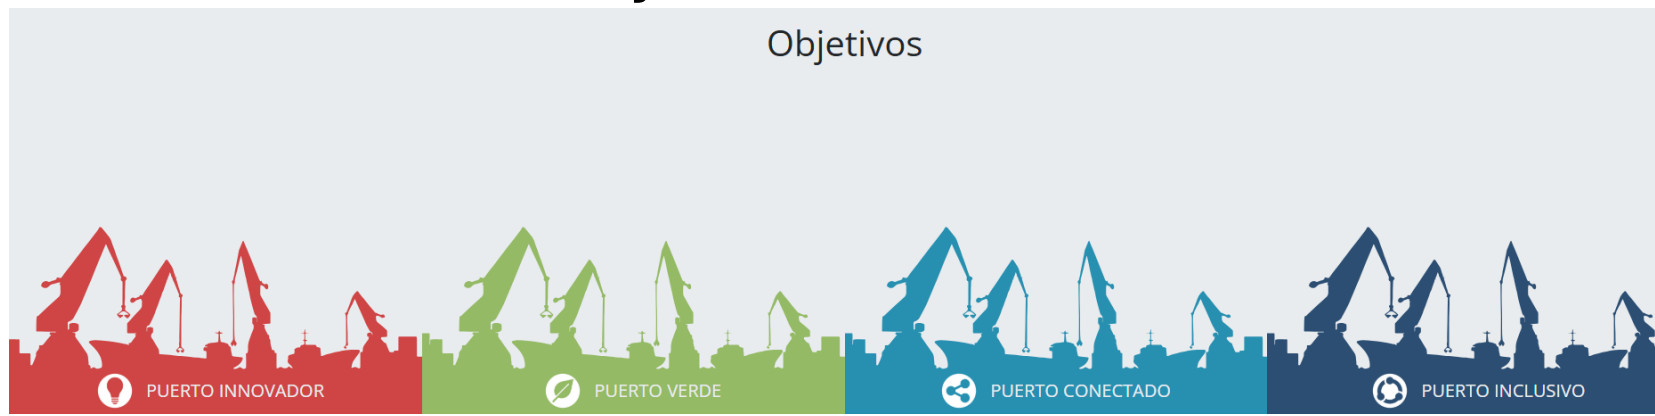 Objetivos
PUERTO INNOVADOR
PUERTO VERDE
PUERTO CONECTADO
PUERTO INCLUSIVO